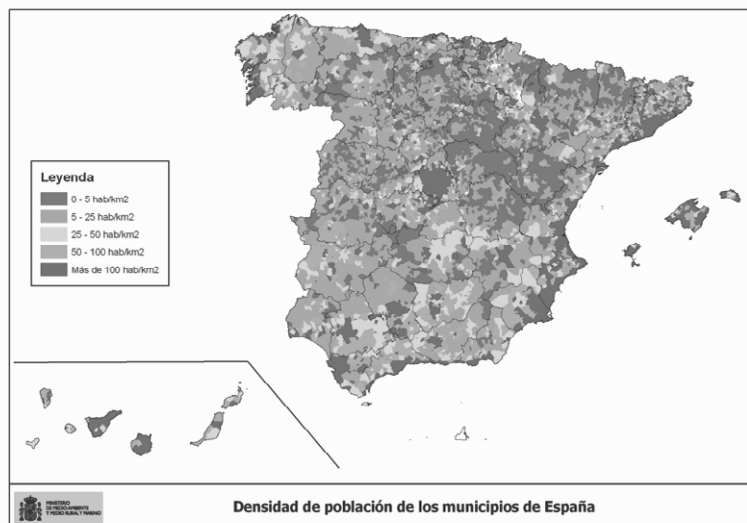 Leyenda
0 - 5 hab/km2
5 - 25 hab/km2
25 - 50 hab/km2
50 - 100 hab/km2
Más de 100 hab/km2
MINISTERIO
DE MEDIO AMBIENTE
Y MEDIO RURAL Y MARINO
Densidad de población de los municipios de España